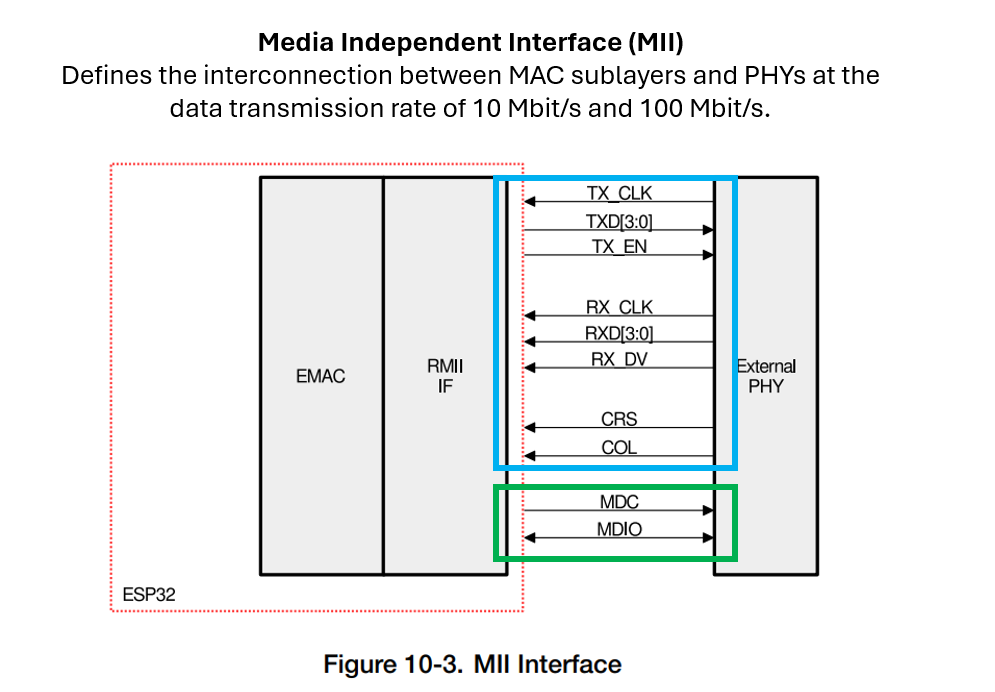 Media Independent Interface (MII)
Defines the interconnection between MAC sublayers and PHYs at the
data transmission rate of 10 Mbit/s and 100 Mbit/s.
TX_CLK
TXD[3:0]
TX_EN
RX_CLK
RXD[3:0]
RX_DV
EMAC
RMII
IF
External
PHY
CRS
COL
MDC
MDIO
ESP32
Figure 10-3. MII Interface